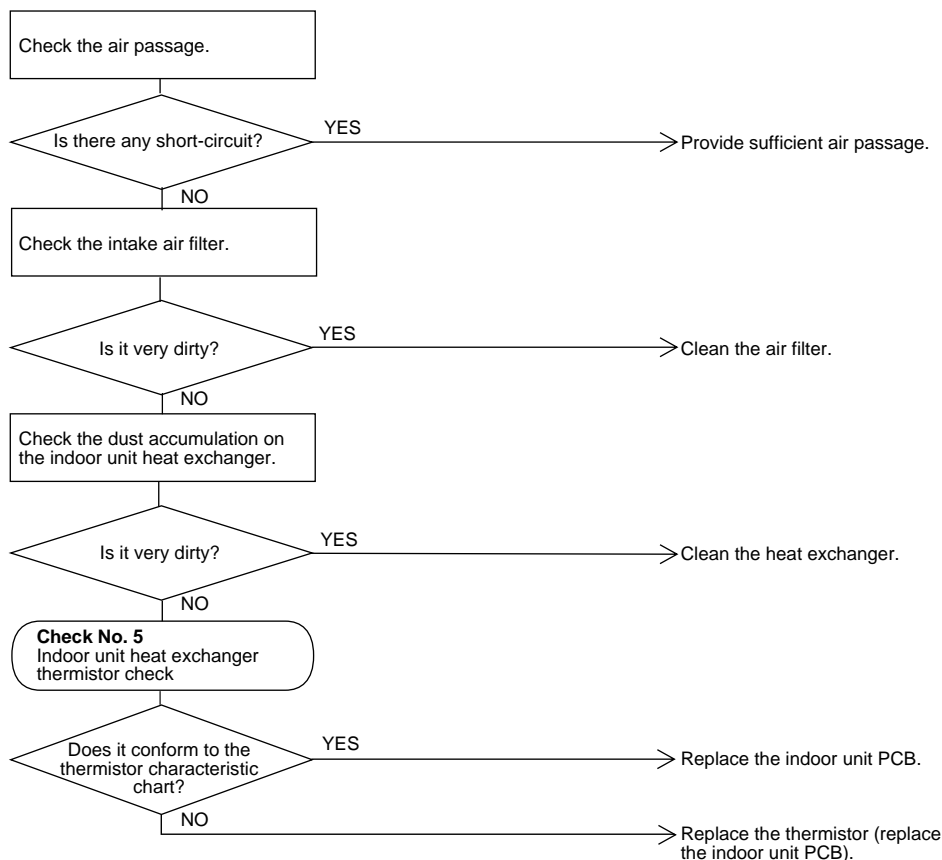 Check the air passage.
Is there any short-circuit?
YES
Provide sufficient air passage.
NO
Check the intake air filter.
Is it very dirty?
YES
Clean the air filter.
NO
Check the dust accumulation on
the indoor unit heat exchanger.
Is it very dirty?
YES
Clean the heat exchanger.
NO
Check No. 5
Indoor unit heat exchanger
thermistor check
Does it conform to the
thermistor characteristic
chart?
YES
Replace the indoor unit PCB.
NO
Replace the thermistor (replace
the indoor unit PCB).